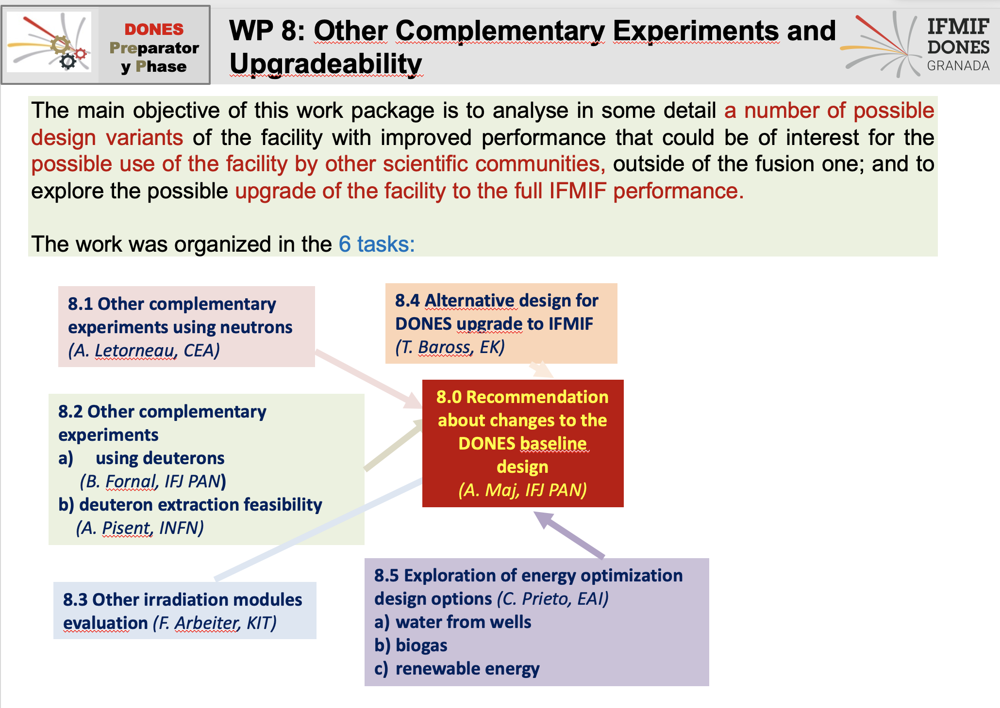 DONES
Preparator
y Phase
WP 8: Other Complementary Experiments and
Upgradeability
IFMIF
DONES
GRANADA
The main objective of this work package is to analyse in some detail a number of possible
design variants of the facility with improved performance that could be of interest for the
possible use of the facility by other scientific communities, outside of the fusion one; and to
explore the possible upgrade of the facility to the full IFMIF performance.
The work was organized in the 6 tasks:
8.1 Other complementary
experiments using neutrons
(A. Letorneau, CEA)
8.4 Alternative design for
DONES upgrade to IFMIF
(T. Baross, EK)
8.2 Other complementary
experiments
a) using deuterons
(B. Fornal, IFJ PAN)
b) deuteron extraction feasibility
(A. Pisent, INFN)
8.0 Recommendation
about changes to the
DONES baseline
design
(A. Maj, IFJ PAN)
8.3 Other irradiation modules
evaluation (F. Arbeiter, KIT)
8.5 Exploration of energy optimization
design options (C. Prieto, EAI)
a) water from wells
b) biogas
c) renewable energy